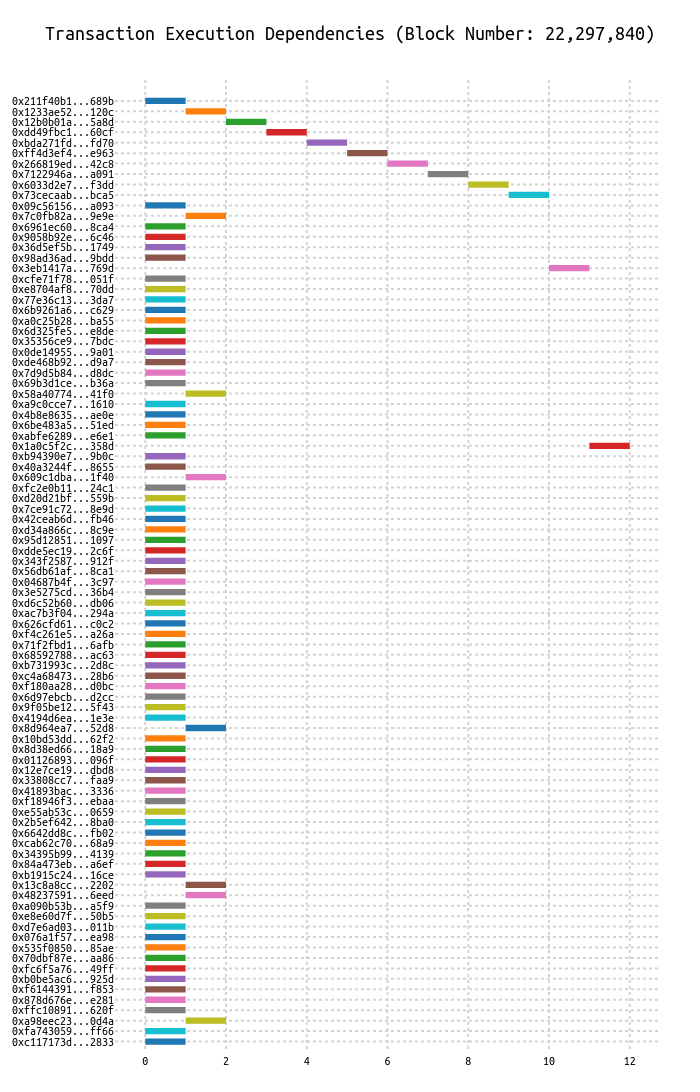 Transaction Execution Dependencies (Block Number: 22,297,840)
0x211f40b1...689b
0x1233ae52...120c
0x12b0b01a...5a8d
0xdd49fbc1...60cf
0xbda271fd...fd70
0xff4d3ef4...e963
0x266819ed...42c8
0x7122946a...a091
0x6033d2e7...f3dd
0x73cecaab...bca5
0x09c56156...a093
0x7c0fb82a...9e9e
0x6961ec60...8ca4
0x9058b92e...6c46
0x36d5ef5b...1749
0x98ad36ad...9bdd
0x3eb1417a...769d
0xcfe71f78...051f
0xe8704af8...70dd
0x77e36c13...3da7
0x6b9261a6...c629
0xa0c25b28...ba55
0x6d325fe5...e8de
0x35356ce9...7bdc
0x0de14955...9a01
0xde468b92...d9a7
0x7d9d5b84...d8dc
0x69b3d1ce...b36a
0x58a40774...41f0
0xa9c0cce7...1610
0x4b8e8635...ae0e
0x6be483a5...51ed
0xabfe6289...e6e1
0x1a0c5f2c...358d
0xb94390e7...9b0c
0x40a3244f...8655
0x609c1dba...1f40
0xfc2e0b11...24c1
0xd20d21bf...559b
0x7ce91c72...8e9d
0x42ceab6d...fb46
0xd34a866c...8c9e
0x95d12851...1097
0xdde5ec19...2c6f
0x343f2587...912f
0x56db61af...8ca1
0x04687b4f...3c97
0x3e5275cd...36b4
0xd6c52b60...db06
0xac7b3f04...294a
0x626cfd61...c0c2
0xf4c261e5...a26a
0x71f2fbd1...6afb
0x68592788...ac63
0xb731993c...2d8c
0xc4a68473...28b6
0xf180aa28...d0bc
0x6d97ebcb...d2cc
0x9f05be12...5f43
0x4194d6ea...1e3e
0x8d964ea7...52d8
0x10bd53dd...62f2
0x8d38ed66...18a9
0x01126893...096f
0x12e7ce19...dbd8
0x33808cc7...faa9
0x41893bac...3336
0xf18946f3...ebaa
0xe55ab53c...0659
0x2b5ef642...8ba0
0x6642dd8c...fb02
0xcab62c70...68a9
0x34395b99...4139
0x84a473eb...a6ef
0xb1915c24...16ce
0x13c8a8cc...2202
0x48237591...6eed
0xa090b53b...a5f9
0xe8e60d7f...50b5
0xd7e6ad03...011b
0x076a1f57...ea98
0x535f0850...85ae
0x70dbf87e...aa86
0xfc6f5a76...49ff
0xb0be5ac6...925d
0xf6144391...f853
0x878d676e...e281
0xffc10891...620f
0xa98eec23...0d4a
0xfa743059...ff66
0xc117173d...2833
0 2 4 6 8 10 12